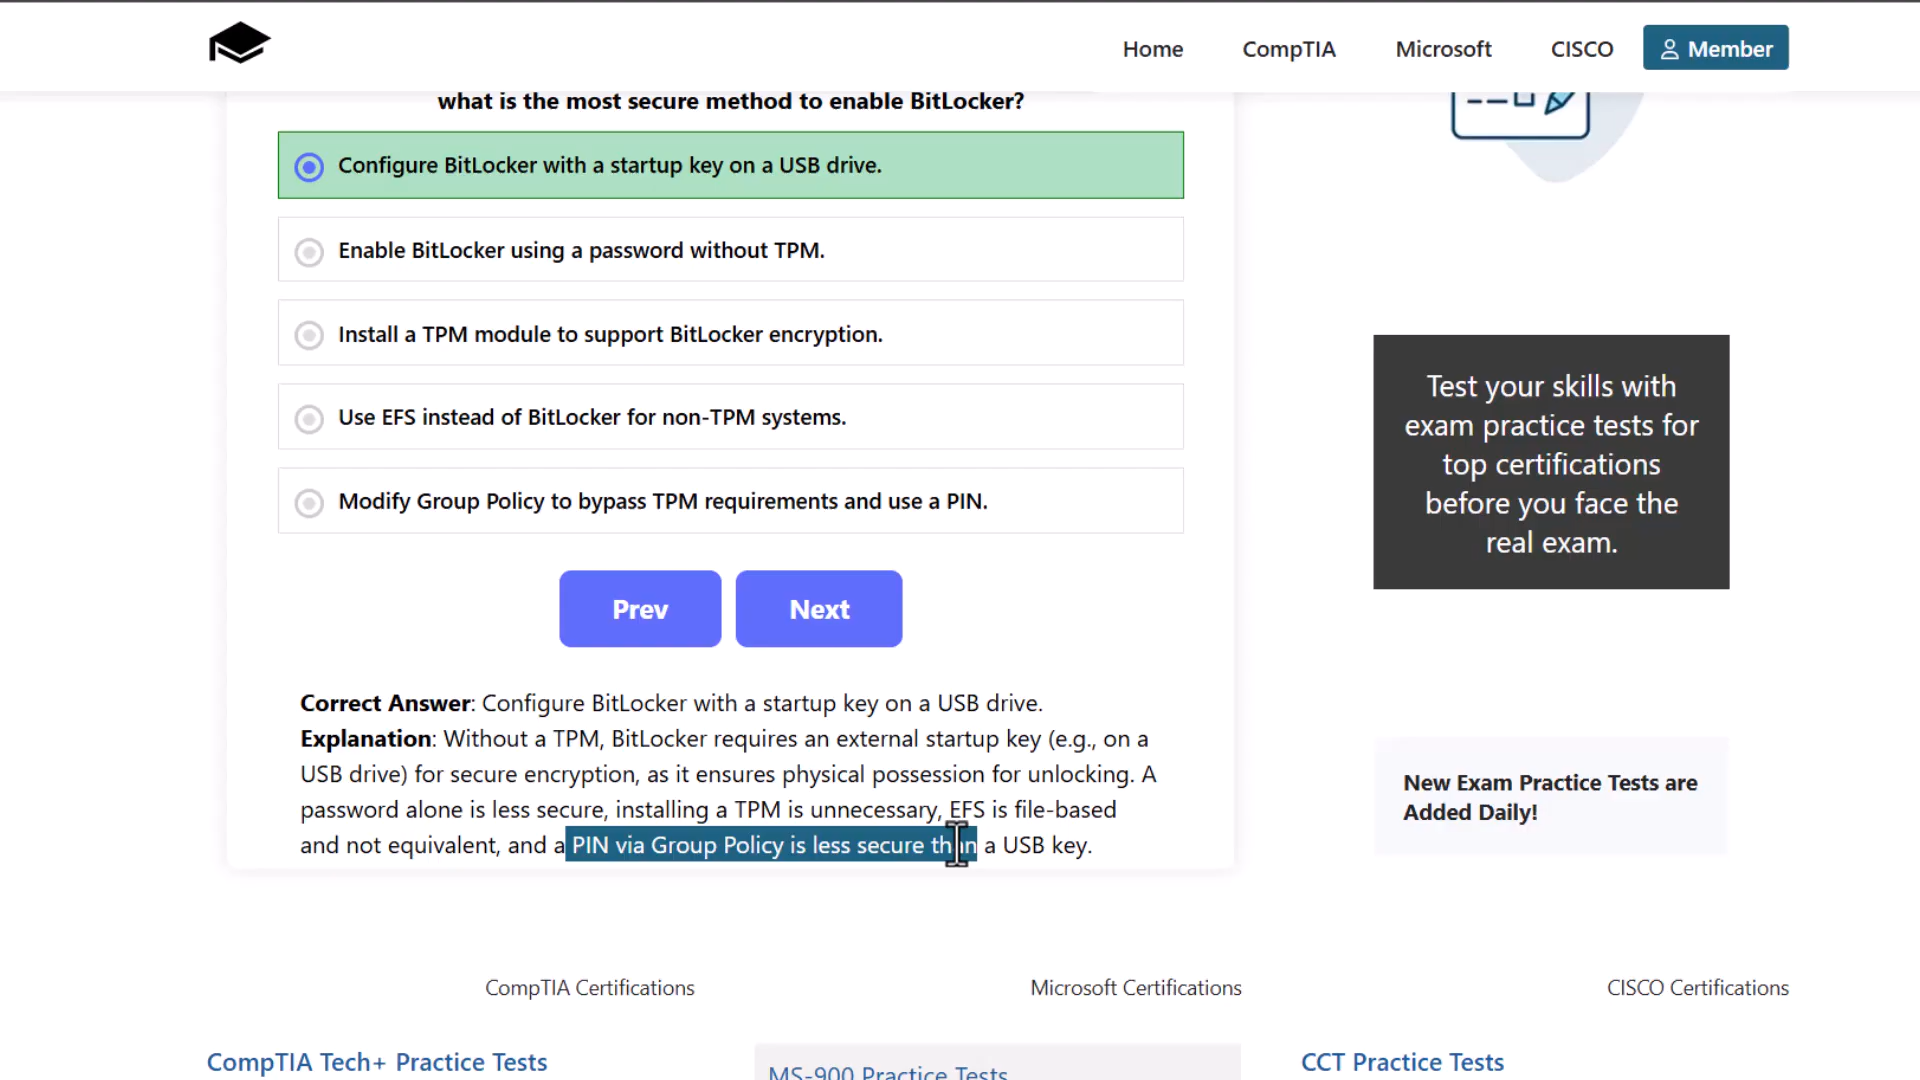 Home
CompTIA
Microsoft
CISCO
Member
what is the most secure method to enable BitLocker?
Configure BitLocker with a startup key on a USB drive.
Enable BitLocker using a password without TPM.
Install a TPM module to support BitLocker encryption.
Use EFS instead of BitLocker for non-TPM systems.
Modify Group Policy to bypass TPM requirements and use a PIN.
Prev
Next
Correct Answer: Configure BitLocker with a startup key on a USB drive.
Explanation: Without a TPM, BitLocker requires an external startup key (e.g., on a
USB drive) for secure encryption, as it ensures physical possession for unlocking. A
password alone is less secure, installing a TPM is unnecessary, EFS is file-based
and not equivalent, and a PIN via Group Policy is less secure than a USB key.
Test your skills with
exam practice tests for
top certifications
before you face the
real exam.
New Exam Practice Tests are
Added Daily!
CompTIA Certifications
Microsoft Certifications
CISCO Certifications
CompTIA Tech+ Practice Tests
MS-900 Practice Tests
CCT Practice Tests